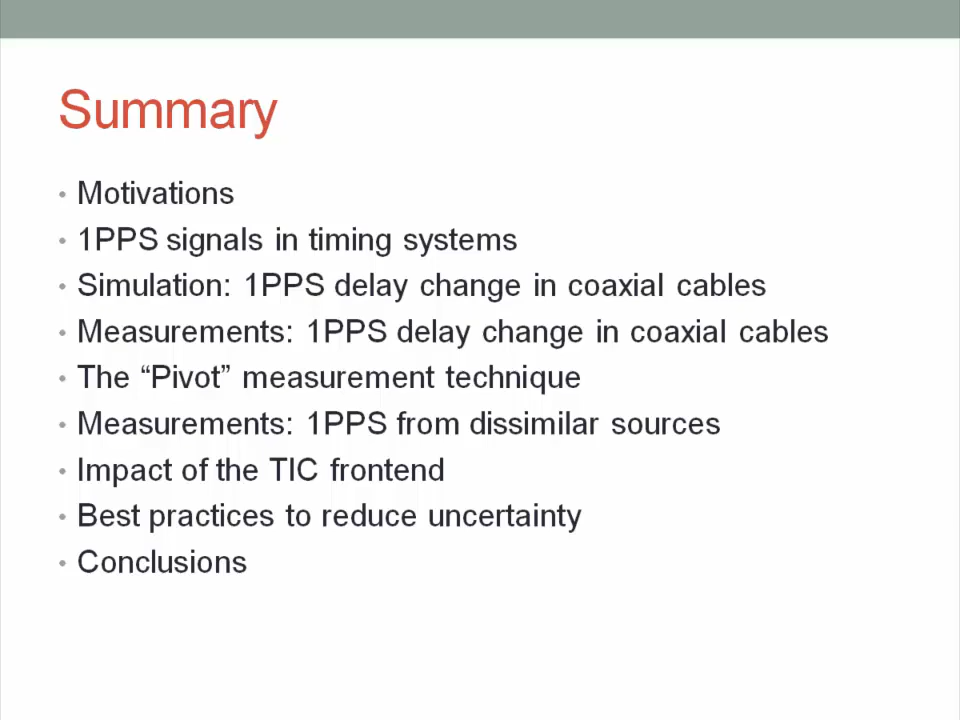 Summary
• Motivations
• 1PPS signals in timing systems
• Simulation: 1PPS delay change in coaxial cables
• Measurements: 1PPS delay change in coaxial cables
• The “Pivot” measurement technique
• Measurements: 1PPS from dissimilar sources
• Impact of the TIC frontend
• Best practices to reduce uncertainty
• Conclusions